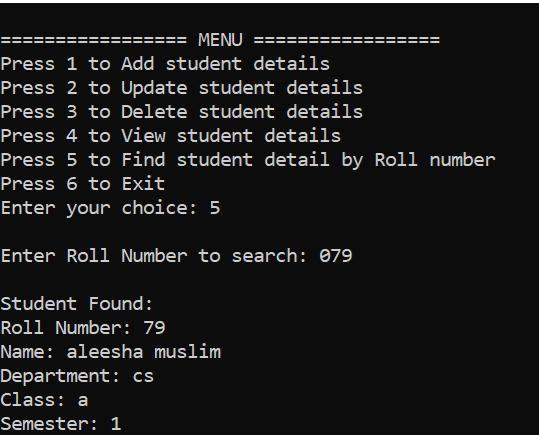 ================= MENU =================
Press 1 to Add student details
Press 2 to Update student details
Press 3 to Delete student details
Press 4 to View student details
Press 5 to Find student detail by Roll number
Press 6 to Exit
Enter your choice: 5
Enter Roll Number to search: 079
Student Found:
Roll Number: 79
Name: aleesha muslim
Department: cs
Class: a
Semester: 1